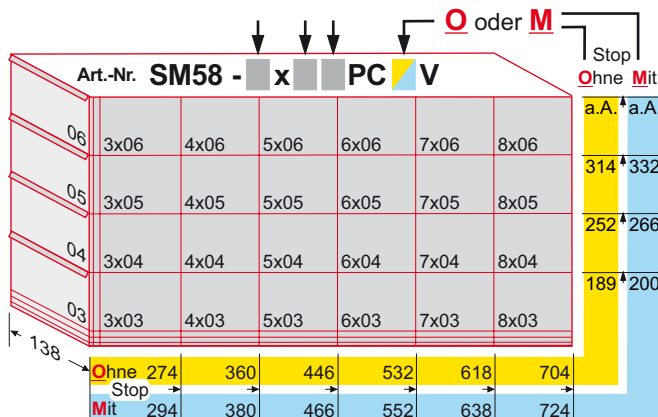 O oder M
Art.-Nr. SM58 - x PC V
Stop
Ohne Mit
a.A. a.A.
06 3x06 4x06 5x06 6x06 7x06 8x06
314 332
05 3x05 4x05 5x05 6x05 7x05 8x05
252 266
04 3x04 4x04 5x04 6x04 7x04 8x04
189 200
03 3x03 4x03 5x03 6x03 7x03 8x03
138
Ohne 274 360 446 532 618 704
Stop
Mit 294 380 466 552 638 724